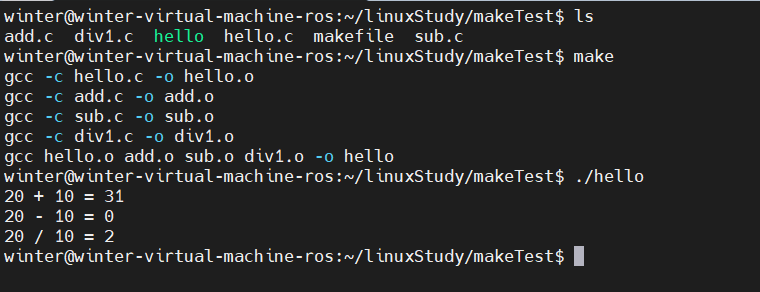 winter@winter-virtual-machine-ros:~/linuxStudy/makeTest$ ls
add.c  div1.c  hello  hello.c  makefile  sub.c
winter@winter-virtual-machine-ros:~/linuxStudy/makeTest$ make
gcc -c hello.c -o hello.o
gcc -c add.c -o add.o
gcc -c sub.c -o sub.o
gcc -c div1.c -o div1.o
gcc hello.o add.o sub.o div1.o -o hello
winter@winter-virtual-machine-ros:~/linuxStudy/makeTest$ ./hello
20 + 10 = 31
20 - 10 = 0
20 / 10 = 2
winter@winter-virtual-machine-ros:~/linuxStudy/makeTest$